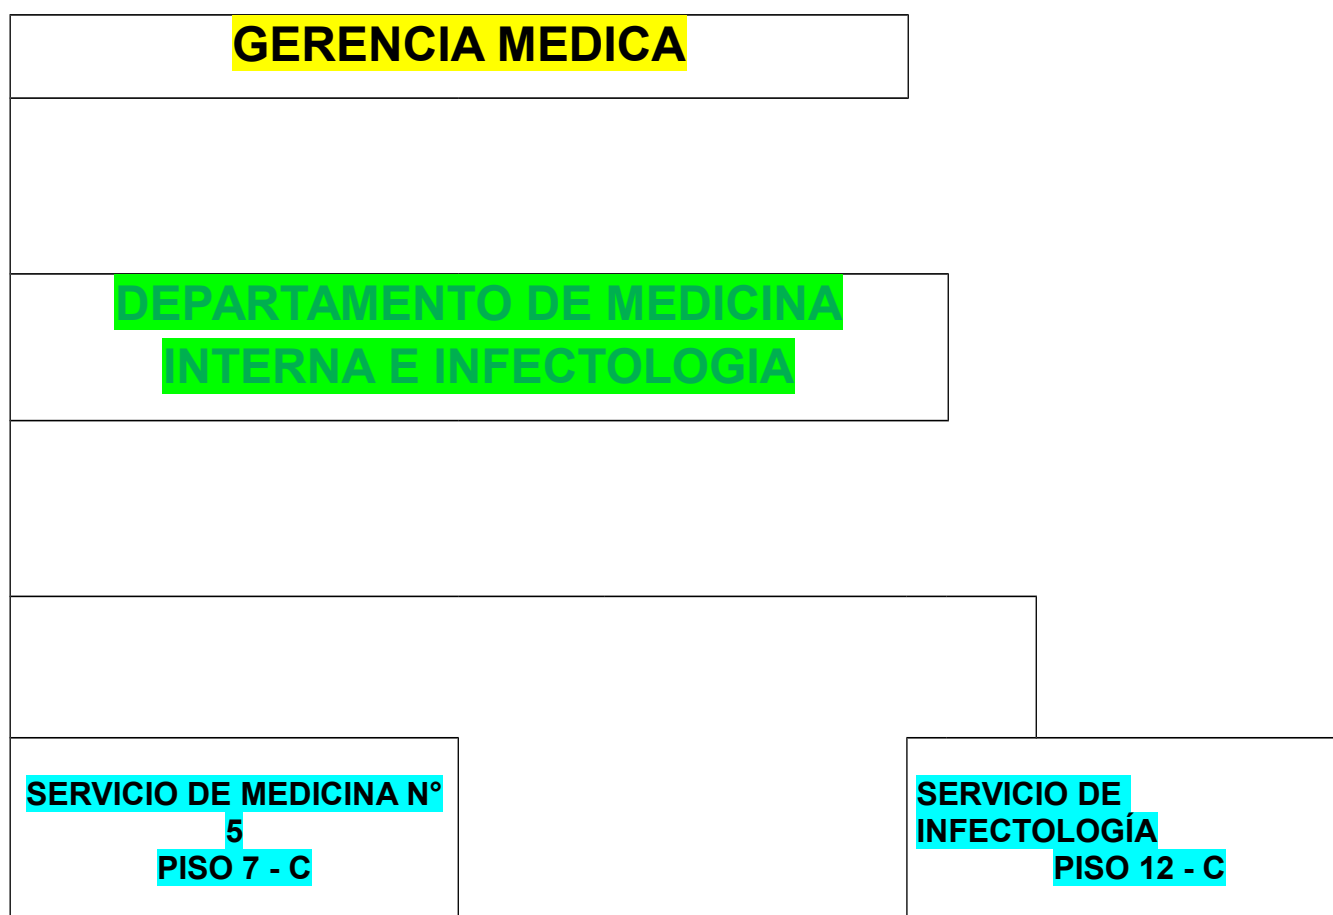 GERENCIA MEDICA
DEPARTAMENTO DE MEDICINA
INTERNA E INFECTOLOGIA
SERVICIO DE MEDICINA N°
5
PISO 7 - C
SERVICIO DE
INFECTOLOGÍA
PISO 12 - C